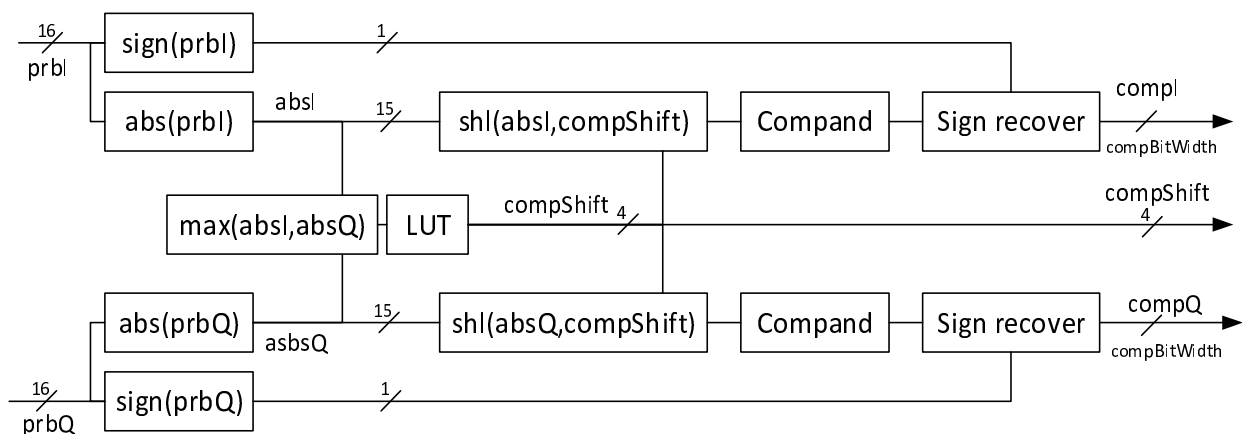 16
prbI
sign(prbI)
1
abs(prbI)
absI
15
shl(absI,compShift)
Compand
Sign recover
compI
compBitWidth
max(absI,absQ)
LUT
compShift
4
compShift
4
abs(prbQ)
asbsQ
15
shl(absQ,compShift)
Compand
Sign recover
compQ
compBitWidth
16
prbQ
sign(prbQ)
1